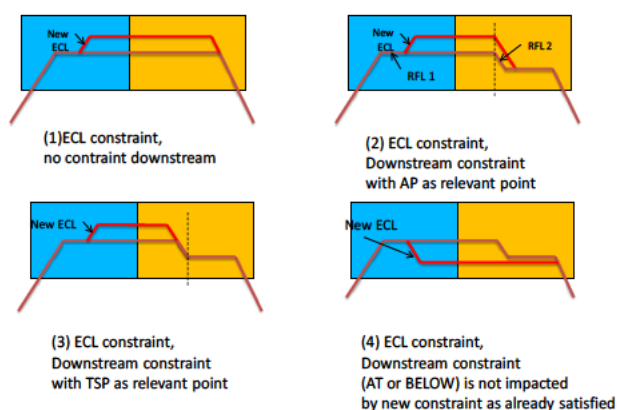 New
ECL
(1)ECL constraint,
no contraint downstream
New
ECL
RFL 1
RFL 2
(2) ECL constraint,
Downstream constraint
with AP as relevant point
New ECL
(3) ECL constraint,
Downstream constraint
with TSP as relevant point
New ECL
(4) ECL constraint,
Downstream constraint
(AT or BELOW) is not impacted
by new constraint as already satisfied